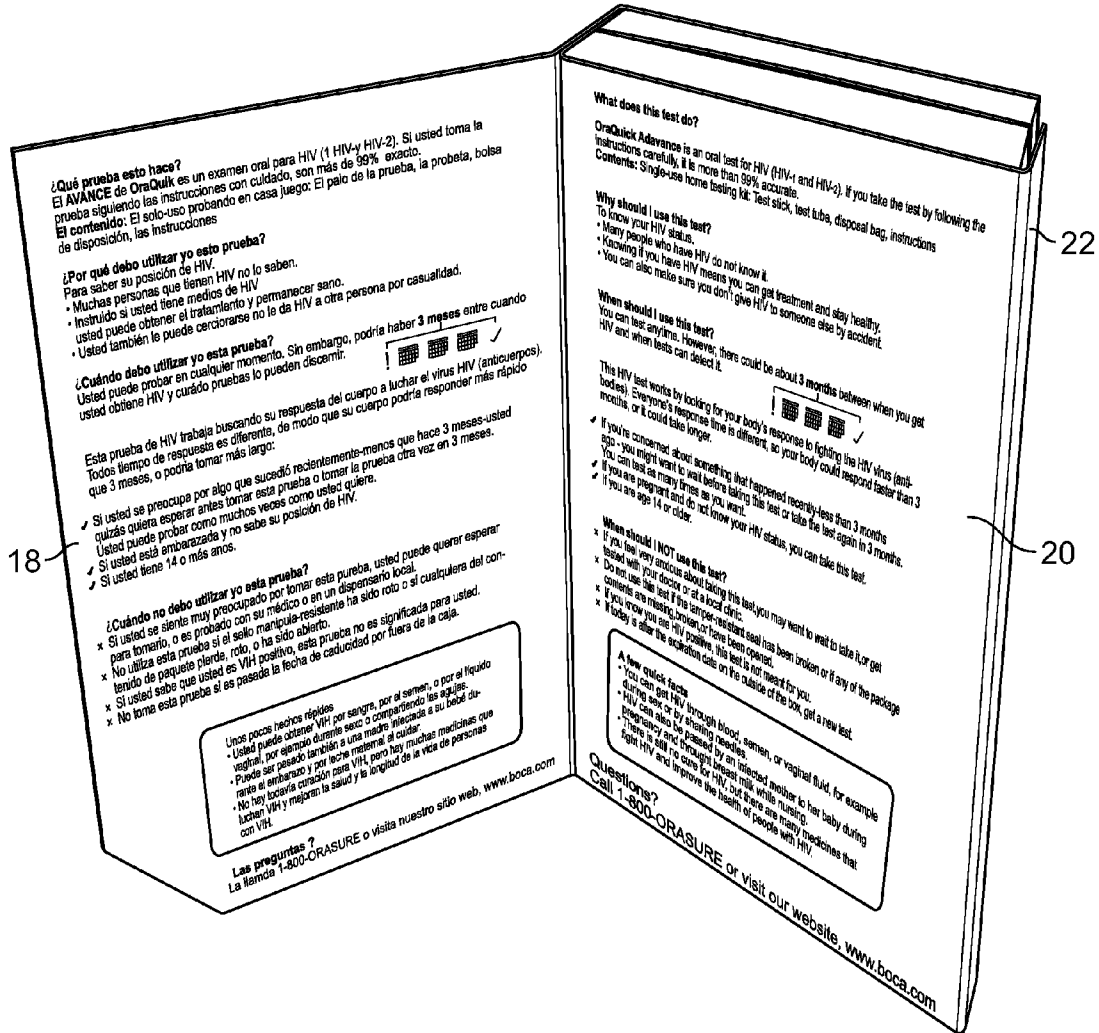 ¿Qué prueba esto hace?
El AVANCE de OraQuik es un examen oral para HIV (1 HIV-y HIV-2). Si usted toma la
prueba siguiendo las instrucciones con cuidado, son más de 99% exacto.
El contenido: El solo-uso probando en casa juego: El palo de la prueba, la probeta, bolsa
de disposición, las instrucciones
¿Por qué debo utilizar yo esto prueba?
Para saber su posición de HIV.
• Muchas personas que tienen HIV no lo saben.
• Instruido si usted tiene medios de HIV
usted puede obtener el tratamiento y permanecer sano.
• Usted también le puede cerciorarse no le da HIV a otra persona por casualidad.
¿Cuándo debo utilizar yo esta prueba?
Usted puede probar en cualquier momento. Sin embargo, podría haber 3 meses entre cuando
usted obtiene HIV y curádo pruebas lo pueden discernir.
! ✓
Esta prueba de HIV trabaja buscando su respuesta del cuerpo a luchar el virus HIV (anticuerpos).
Todos tiempo de respuesta es diferente, de modo que su cuerpo podría responder más rápido
que 3 meses, o podría tomar más largo:
✓ Si usted se preocupa por algo que sucedió recientemente-menos que hace 3 meses-usted
quizás quiera esperar antes tomar esta prueba o tomar la prueba otra vez en 3 meses.
Usted puede probar como muchos veces como usted quiere.
✓ Si usted está embarazada y no sabe su posición de HIV.
✓ Si usted tiene 14 o más anos.
¿Cuándo no debo utilizar yo esta prueba?
x Si usted se siente muy preocupado por tomar esta pureba, usted puede querer esperar
para tomario, o es probado con su médico o en un dispensario local.
x No utiliza esta prueba si el sello manipula-resistente ha sido roto o si cualquiera del con-
tenido de paquete pierde, roto, o ha sido abierto.
x Si usted sabe que usted es VIH positivo, esta prueba no es significada para usted.
x No toma esta prueba si es pasada la fecha de caducidad por fuera de la caja.
Unos pocos hechos répides
• Usted puede obtener VIH por sangre, por el semen, o por el líquido
vaginal, por ejemplo durante sexo o compartiendo las agujas.
• Puede ser pasado también a una madre infectada a su bebé du-
rante el embarazo y por leche maternal al cuidar.
• No hay todavía curación para VIH, pero hay muchas medicinas que
luchan VIH y mejoran la salud y la longitud de la vida de personas
con VIH.
Las preguntas ?
La llamda 1-800-ORASURE o visita nuestro sitio web, www.boca.com
18
What does this test do?
OraQuick Adavance is an oral test for HIV (HIV-1 and HIV-2). If you take the test by following the
instructions carefully, it is more than 99% accurate.
Contents: Single-use home testing kit: Test stick, test tube, disposal bag, instructions
Why should I use this test?
To know your HIV status.
• Many people who have HIV do not know it.
• Knowing if you have HIV means you can get treatment and stay healthy.
• You can also make sure you don't give HIV to someone else by accident.
When should I use this test?
You can test anytime. However, there could be about 3 months between when you get
HIV and when tests can detect it.
! ✓
This HIV test works by looking for your body's response to fighting the HIV virus (anti-
bodies). Everyone's response time is different, so your body could respond faster than 3
months, or it could take longer.
✓ If you're concerned about something that happened recently-less than 3 months
ago - you might want to wait before taking this test or take the test again in 3 months.
You can test as many times as you want.
✓ If you are pregnant and do not know your HIV status, you can take this test.
✓ If you are age 14 or older.
When should I NOT use this test?
x If you feel very anxious about taking this test,you may want to wait to take it,or get
tested with your doctor or at a local clinic.
x Do not use this test if the tamper-resistant seal has been broken or if any of the package
contents are missing,broken,or have been opened.
x If you know you are HIV positive, this test is not meant for you.
x If today is after the expiration date on the outside of the box, get a new test.
A few quick facts
• You can get HIV through blood, semen, or vaginal fluid, for example
during sex or by sharing needles.
• HIV can also be passed by an infected mother to her baby during
pregnancy and throught breast milk while nursing.
• There is still no cure for HIV, but there are many medicines that
fight HIV and improve the health of people with HIV.
Questions?
Call 1-800-ORASURE or visit our website, www.boca.com
22
20